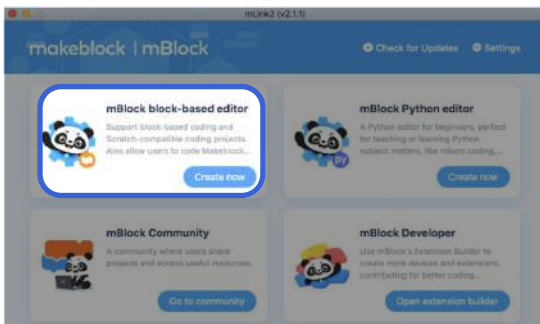 mLink2 (v2.1.1)
makeblock | mBlock
Check for Updates
Settings
mBlock block-based editor
Support block-based coding and
Scratch-compatible coding projects.
Also allow users to code Makeblock...
Create now
mBlock Python editor
A Python editor for beginners, perfect
for teaching or learning Python
subject matters, like robots coding,...
py
Create now
mBlock Community
A community where users share
projects and access useful resources.
Go to community
mBlock Developer
Use mBlock's Extension Builder to
create more devices and extensions,
contributing for better coding...
Open extension builder